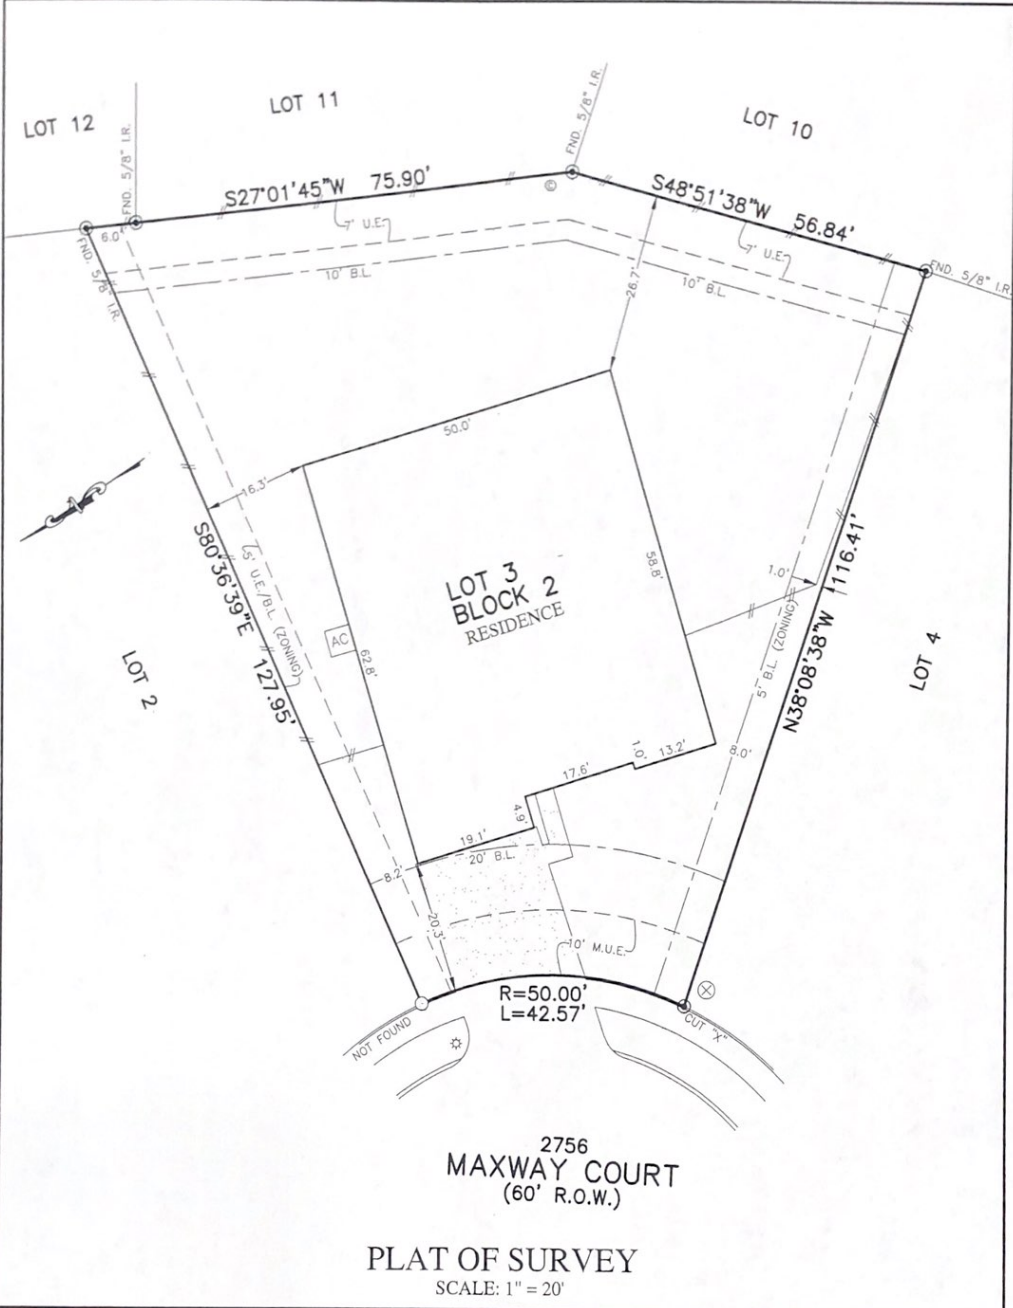 LOT 12
LOT 11
LOT 10
FND. 5/8" I.R.
FND. 5/8" I.R.
S27°01'45"W 75.90'
S48°51'38"W 56.84'
6.0'
7' U.E.
7' U.E.
FND. 5/8" I.R.
FND. 5/8" I.R.
10' B.L.
10' B.L.
26.7'
50.0'
16.3'
S80°36'39"E 127.95'
5' U.E./B.L. (ZONING)
LOT 3
BLOCK 2
RESIDENCE
58.8'
1.0'
N38°08'38"W 116.41'
AC
62.8'
5' B.L. (ZONING)
LOT 2
LOT 4
8.0'
1.0'
13.2'
17.6'
4.9'
19.1'
20' B.L.
8.2'
20.3'
10' M.U.E.
R=50.00'
L=42.57'
NOT FOUND
CUT "X"
2756
MAXWAY COURT
(60' R.O.W.)
PLAT OF SURVEY
SCALE: 1" = 20'